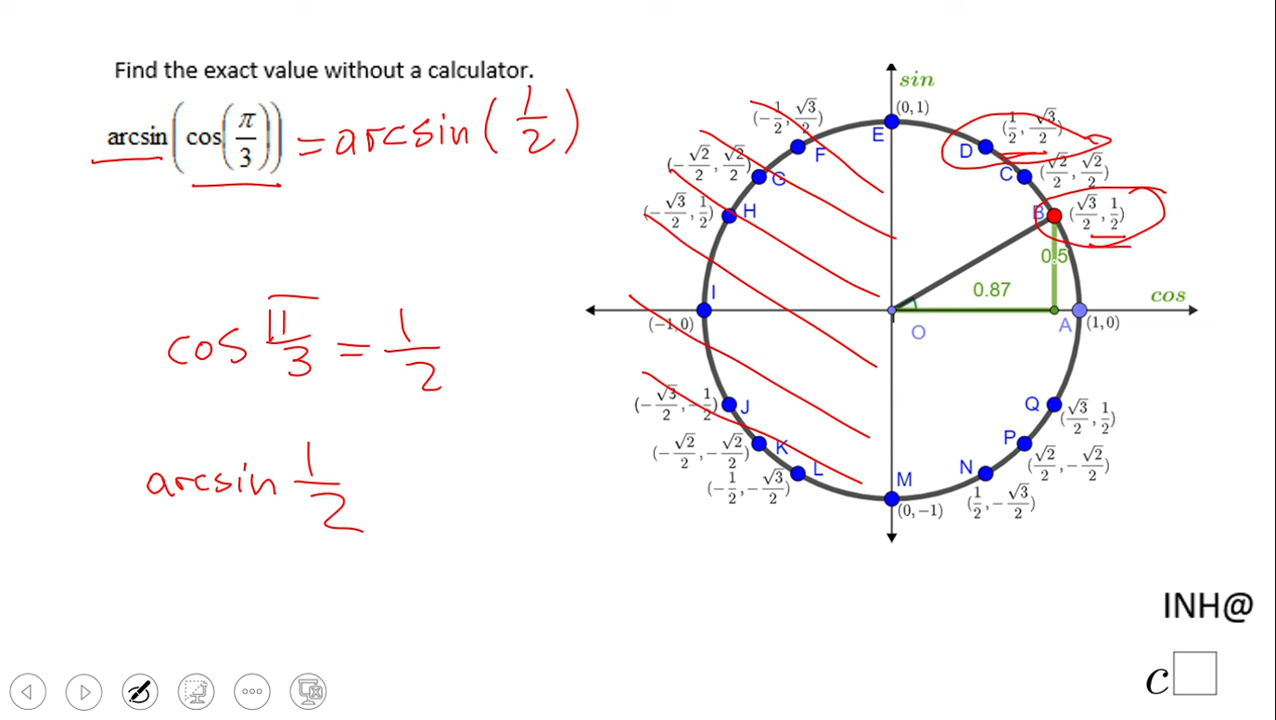 Find the exact value without a calculator.
arcsin(cos(π/3)) = arcsin(1/2)
cos π/3 = 1/2
arcsin 1/2
sin
(0, 1)
E
(-1/2, √3/2)
F
(1/2, √3/2)
D
(-√2/2, √2/2)
G
C
(√2/2, √2/2)
(-√3/2, 1/2)
H
B
(√3/2, 1/2)
0.5
0.87
I
(-1, 0)
O
A
(1, 0)
cos
(-√3/2, -1/2)
J
Q
(√3/2, 1/2)
(-√2/2, -√2/2)
K
P
(√2/2, -√2/2)
(-1/2, -√3/2)
L
M
(0, -1)
N
(1/2, -√3/2)
INH@
c